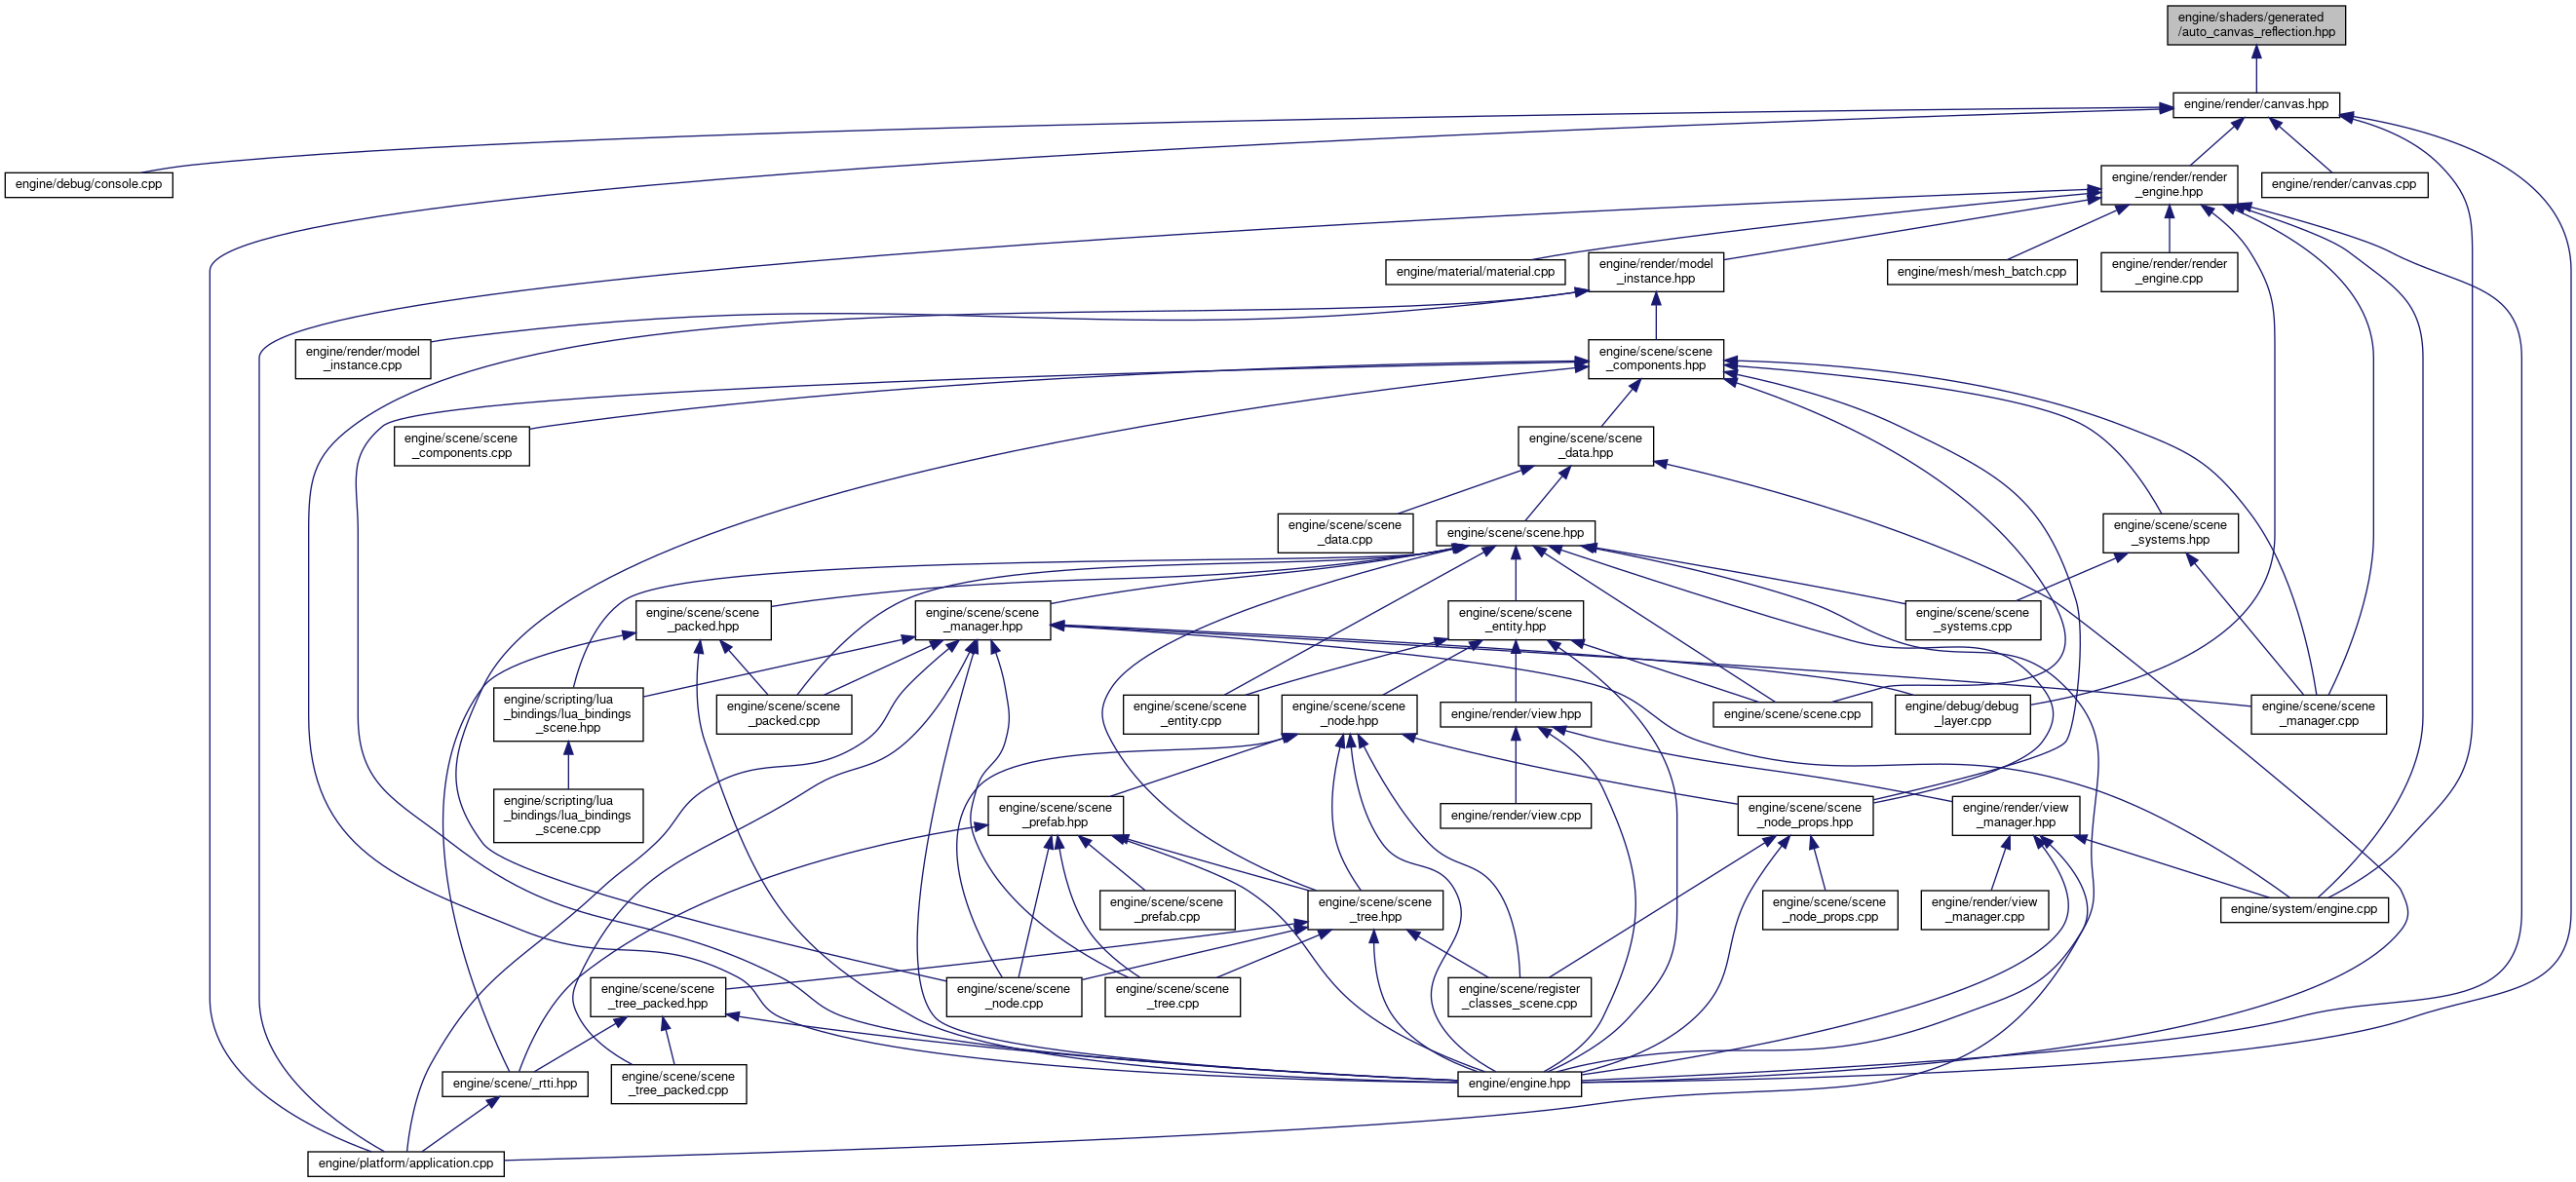 engine/shaders/generated
/auto_canvas_reflection.hpp
engine/render/canvas.hpp
engine/debug/console.cpp
engine/render/render
_engine.hpp
engine/render/canvas.cpp
engine/material/material.cpp
engine/render/model
_instance.hpp
engine/mesh/mesh_batch.cpp
engine/render/render
_engine.cpp
engine/render/model
_instance.cpp
engine/scene/scene
_components.hpp
engine/scene/scene
_components.cpp
engine/scene/scene
_data.hpp
engine/scene/scene
_data.cpp
engine/scene/scene.hpp
engine/scene/scene
_systems.hpp
engine/scene/scene
_packed.hpp
engine/scene/scene
_manager.hpp
engine/scene/scene
_entity.hpp
engine/scene/scene
_systems.cpp
engine/scripting/lua
_bindings/lua_bindings
_scene.hpp
engine/scene/scene
_packed.cpp
engine/scene/scene
_entity.cpp
engine/scene/scene
_node.hpp
engine/render/view.hpp
engine/scene/scene.cpp
engine/debug/debug
_layer.cpp
engine/scene/scene
_manager.cpp
engine/scripting/lua
_bindings/lua_bindings
_scene.cpp
engine/scene/scene
_prefab.hpp
engine/render/view.cpp
engine/scene/scene
_node_props.hpp
engine/render/view
_manager.hpp
engine/scene/scene
_prefab.cpp
engine/scene/scene
_tree.hpp
engine/scene/scene
_node_props.cpp
engine/render/view
_manager.cpp
engine/system/engine.cpp
engine/scene/scene
_tree_packed.hpp
engine/scene/scene
_node.cpp
engine/scene/scene
_tree.cpp
engine/scene/register
_classes_scene.cpp
engine/scene/_rtti.hpp
engine/scene/scene
_tree_packed.cpp
engine/engine.hpp
engine/platform/application.cpp